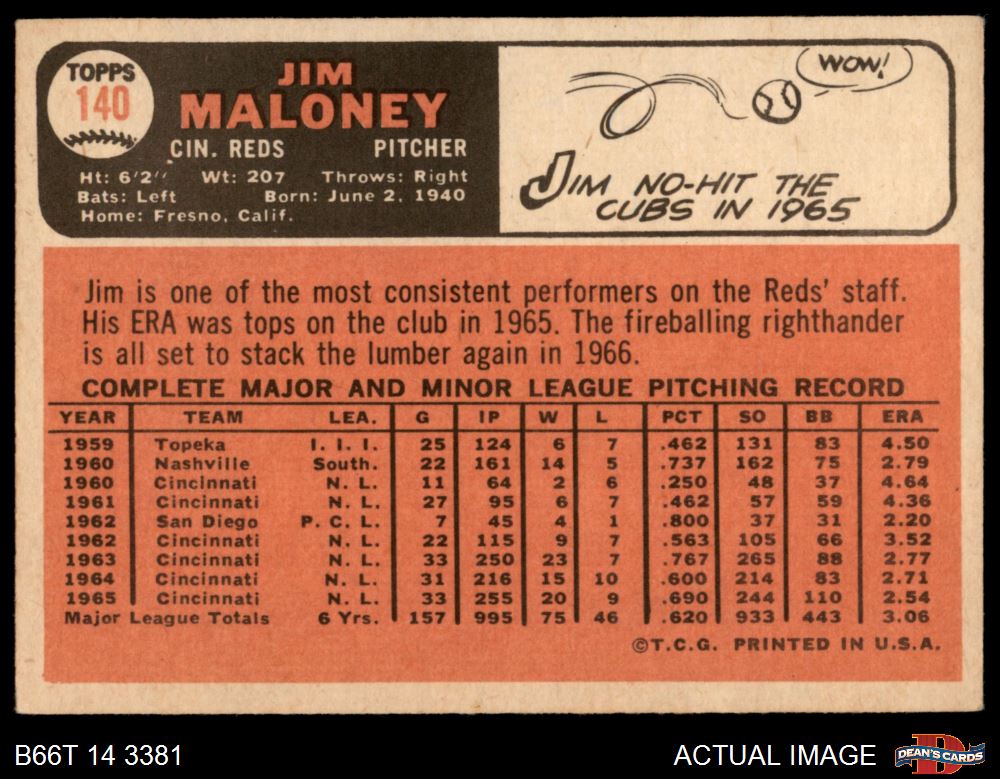 TOPPS
140
JIM
MALONEY
CIN. REDS PITCHER
Ht: 6'2" Wt: 207 Throws: Right
Bats: Left Born: June 2, 1940
Home: Fresno, Calif.
WOW!
JIM NO-HIT THE
CUBS IN 1965
Jim is one of the most consistent performers on the Reds' staff.
His ERA was tops on the club in 1965. The fireballing righthander
is all set to stack the lumber again in 1966.
COMPLETE MAJOR AND MINOR LEAGUE PITCHING RECORD
YEAR TEAM LEA. G IP W L PCT SO BB ERA
1959 Topeka I. I. I. 25 124 6 7 .462 131 83 4.50
1960 Nashville South. 22 161 14 5 .737 162 75 2.79
1960 Cincinnati N. L. 11 64 2 6 .250 48 37 4.64
1961 Cincinnati N. L. 27 95 6 7 .462 57 59 4.36
1962 San Diego P. C. L. 7 45 4 1 .800 37 31 2.20
1962 Cincinnati N. L. 22 115 9 7 .563 105 66 3.52
1963 Cincinnati N. L. 33 250 23 7 .767 265 88 2.77
1964 Cincinnati N. L. 31 216 15 10 .600 214 83 2.71
1965 Cincinnati N. L. 33 255 20 9 .690 244 110 2.54
Major League Totals 6 Yrs. 157 995 75 46 .620 933 443 3.06
©T.C.G. PRINTED IN U.S.A.
B66T 14 3381 ACTUAL IMAGE DEAN'S CARDS